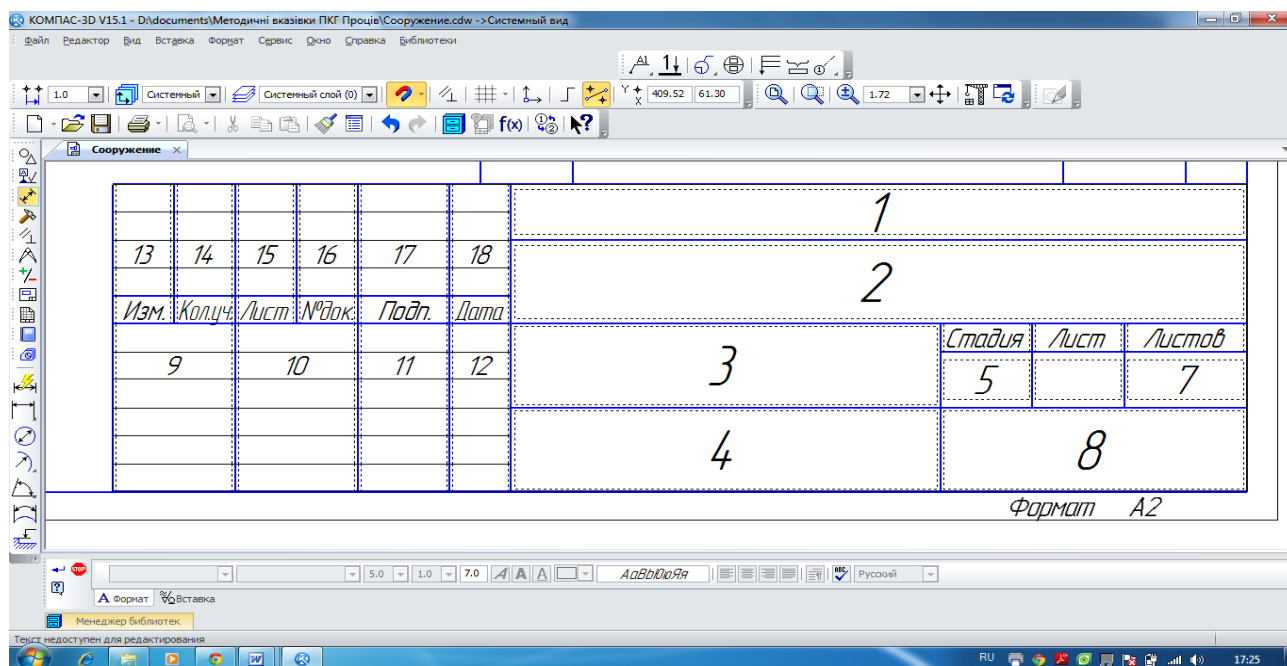 КОМПАС-3D V15.1 - D:\documents\Методичні вказівки ПКГ Проців\Сооружение.cdw ->Системный вид
Файл Редактор Вид Вставка Формат Сервис Окно Справка Библиотеки
1.0 Системный Системный слой (0) 409.52 61.30 1.72
f(x)
Сооружение
1
13 14 15 16 17 18
2
Изм. Кол.уч Лист №док. Подп. Дата
Стадия Лист Листов
9 10 11 12
3
5 7
4
8
Формат А2
5.0 1.0 7.0 АаВbЮюЯя Русский
Формат Вставка
Менеджер библиотек
Текст недоступен для редактирования
RU 17:25